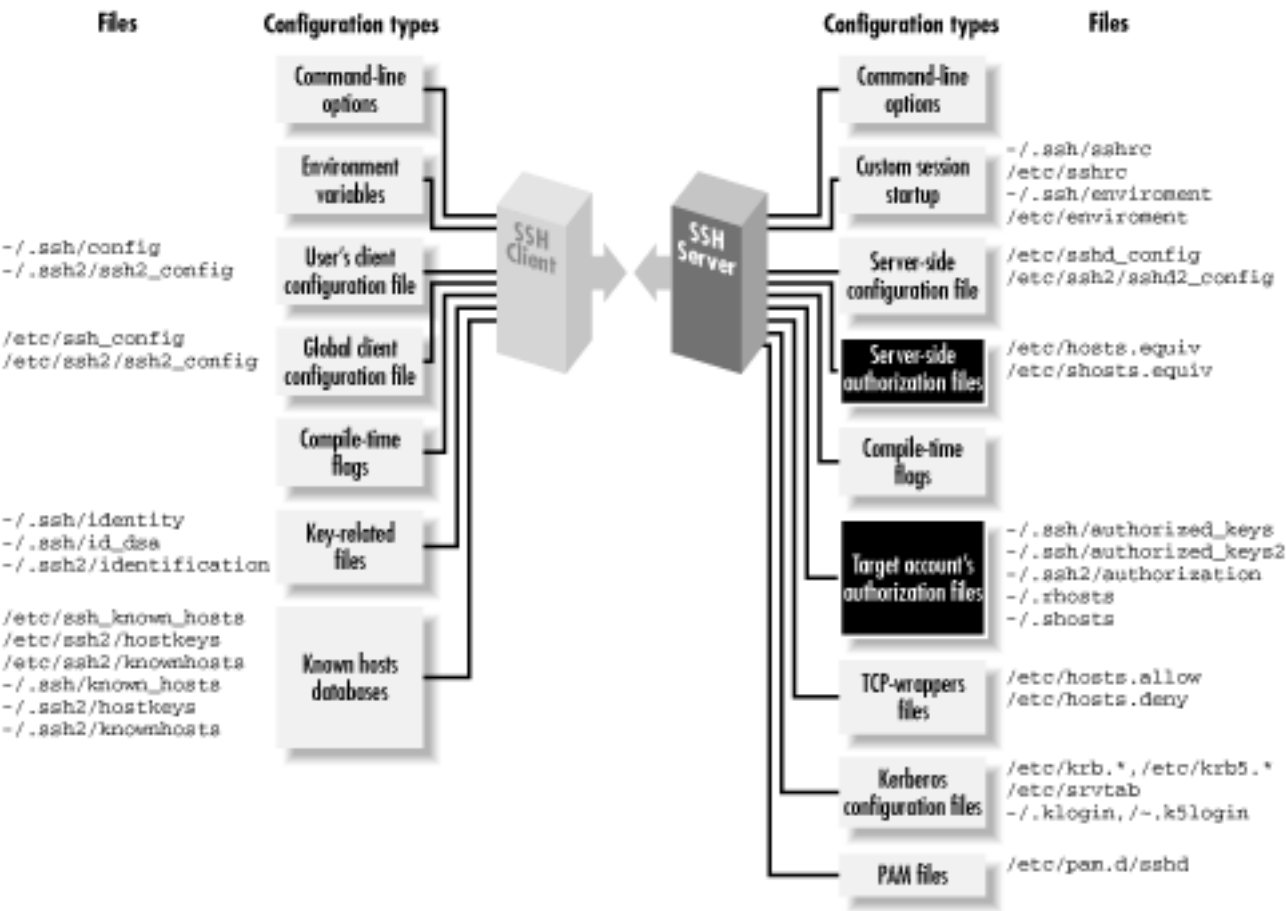 Files
Configuration types
Command-line
options
Environment
variables
-/.ssh/config
-/.ssh2/ssh2_config
User's client
configuration file
/etc/ssh_config
/etc/ssh2/ssh2_config
Global client
configuration file
Compile-time
flags
-/.ssh/identity
-/.ssh/id_dsa
-/.ssh2/identification
Key-related
files
/etc/ssh_known_hosts
/etc/ssh2/hostkeys
/etc/ssh2/knownhosts
-/.ssh/known_hosts
-/.ssh2/hostkeys
-/.ssh2/knownhosts
Known hosts
databases
SSH
Client
SSH
Server
Configuration types
Files
Command-line
options
Custom session
startup
-/.ssh/sshrc
/etc/sshrc
-/.ssh/enviroment
/etc/enviroment
Server-side
configuration file
/etc/sshd_config
/etc/ssh2/sshd2_config
Server-side
authorization files
/etc/hosts.equiv
/etc/shosts.equiv
Compile-time
flags
Target account's
authorization files
-/.ssh/authorized_keys
-/.ssh/authorized_keys2
-/.ssh2/authorization
-/.rhosts
-/.shosts
TCP-wrappers
files
/etc/hosts.allow
/etc/hosts.deny
Kerberos
configuration files
/etc/krb.*,/etc/krb5.*
/etc/srvtab
-/.klogin,/~.k5login
PAM files
/etc/pam.d/sshd